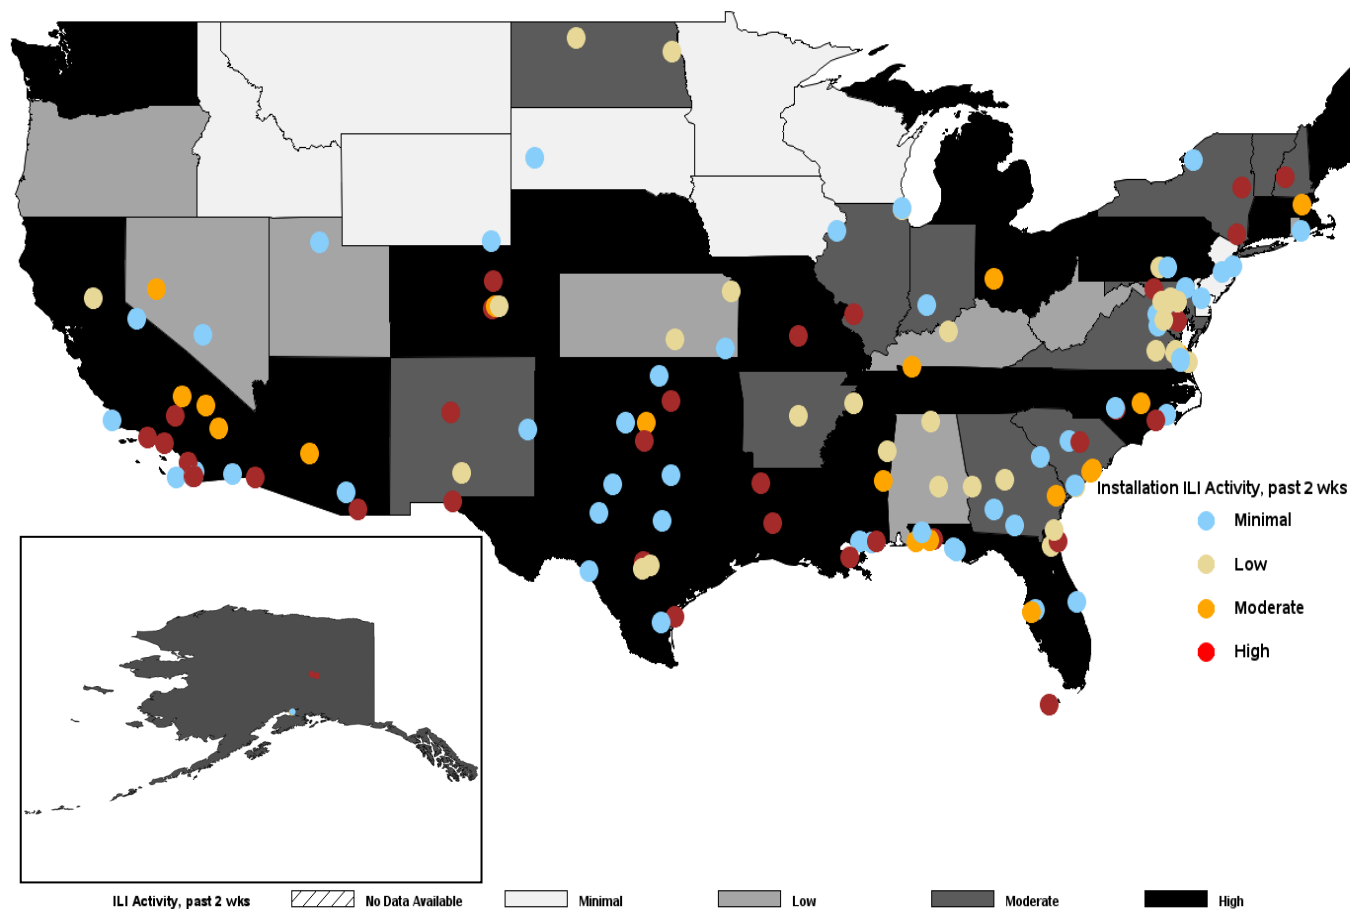 Installation ILI Activity, past 2 wks
Minimal
Low
Moderate
High
ILI Activity, past 2 wks No Data Available Minimal Low Moderate High